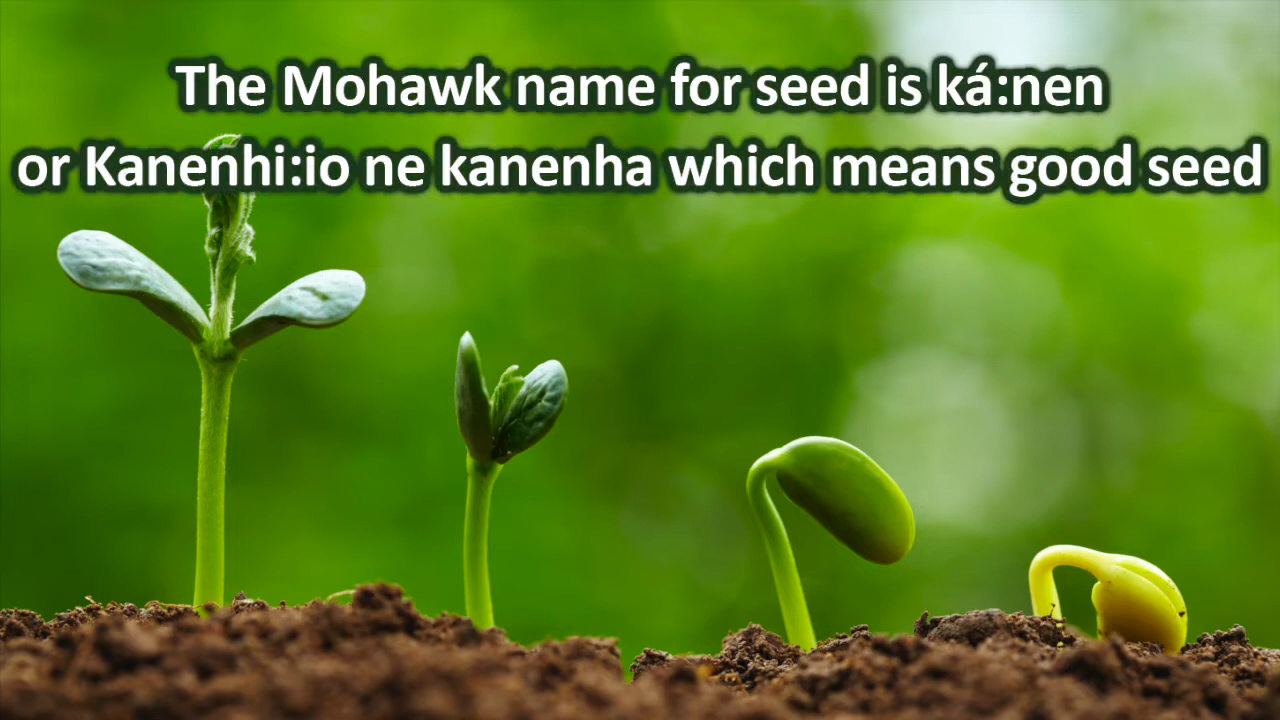 The Mohawk name for seed is ká:nen
or Kanenhi:io ne kanenha which means good seed